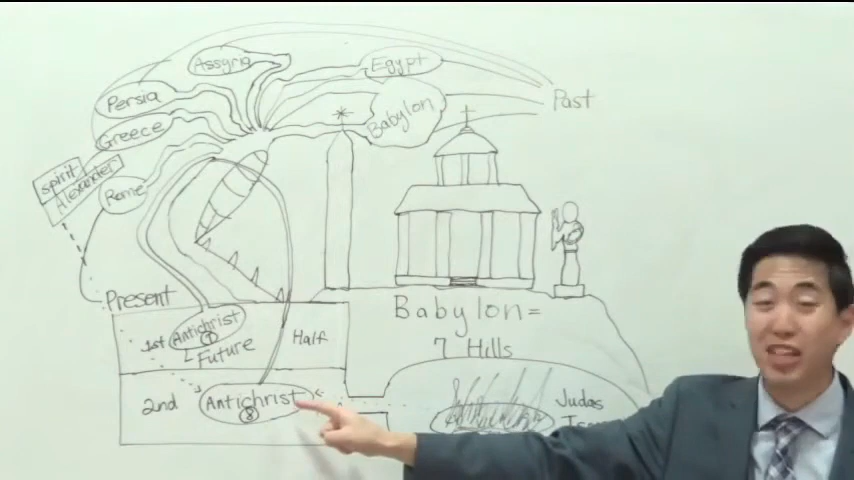 Assyria
Egypt
Persia
Babylon
Past
Greece
spirit
Alexander
Rome
Present
1st Antichrist
7
Future
Half
Babylon =
7 Hills
2nd Antichrist
8
Judas